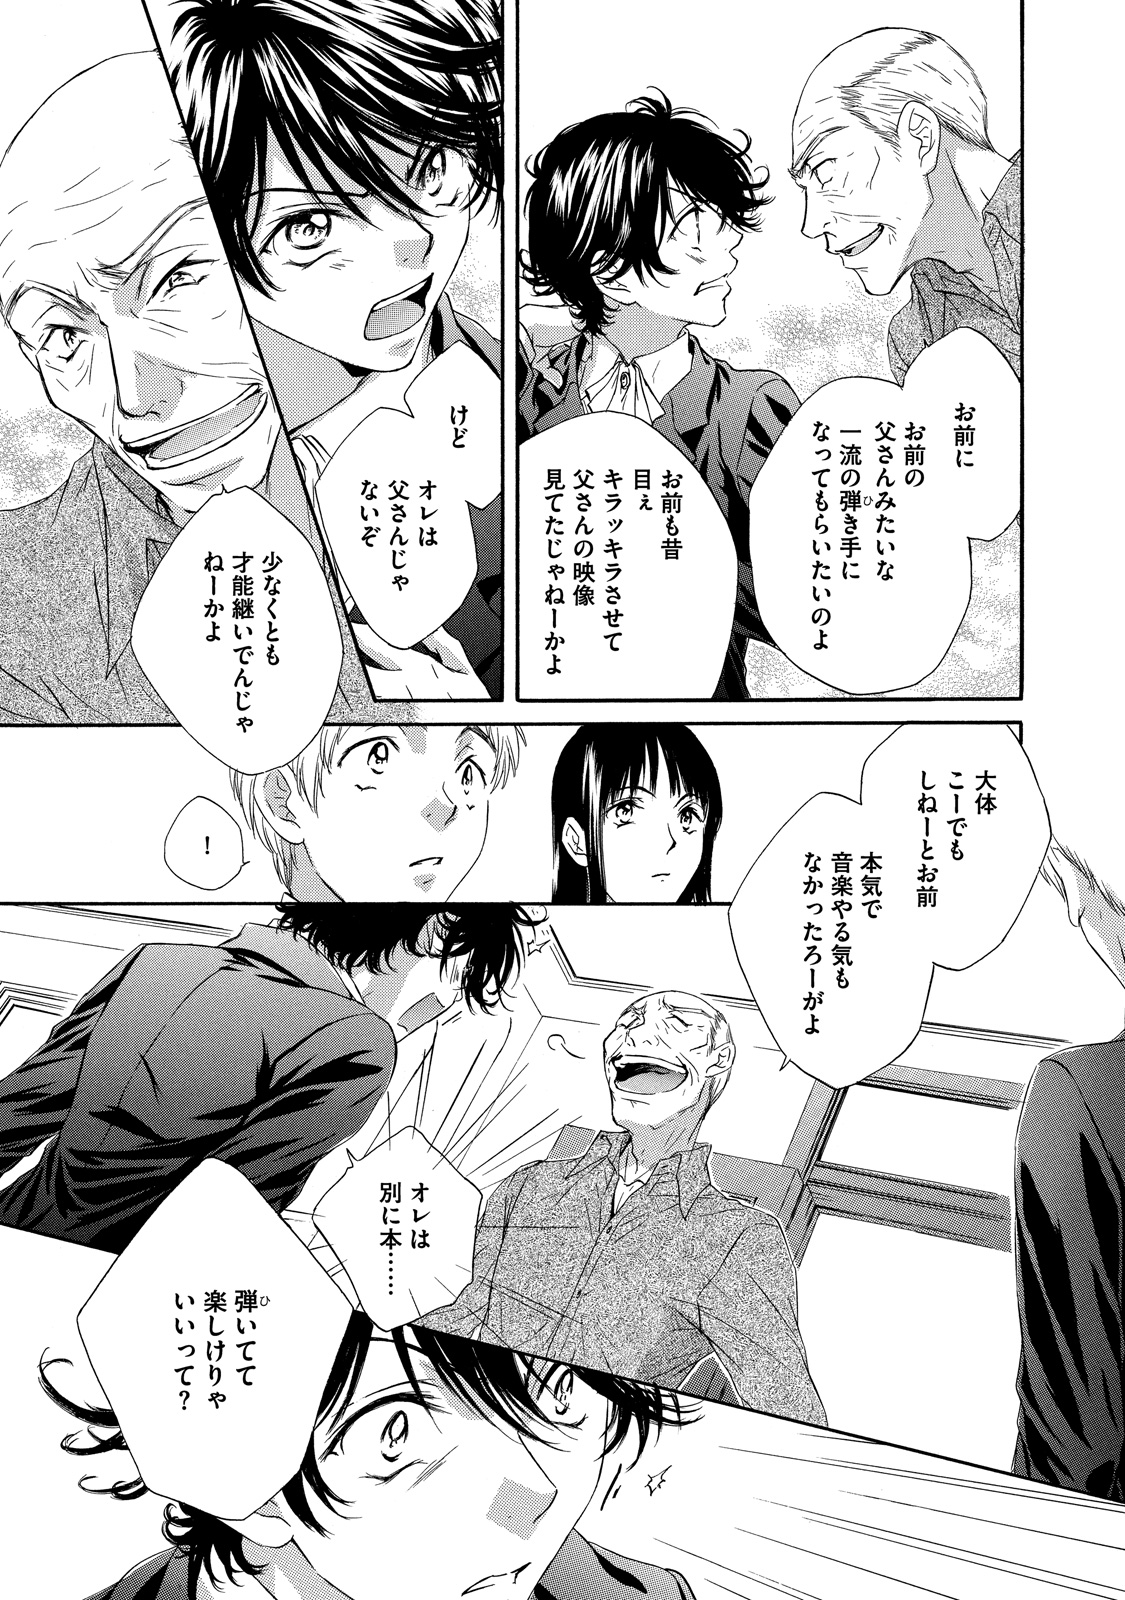 お前に
お前の
父さんみたいな
一流の弾き手に
なってもらいたいのよ
お前も昔
目ぇ
キラッキラさせて
父さんの映像
見てたじゃねーかよ
けど
オレは
父さんじゃ
ないぞ
少なくとも
才能継いでんじゃ
ねーかよ
大体
こーでも
しねーとお前
本気で
音楽やる気も
なかったろーがよ
！
オレは
別に本……
弾いてて
楽しけりゃ
いいって？